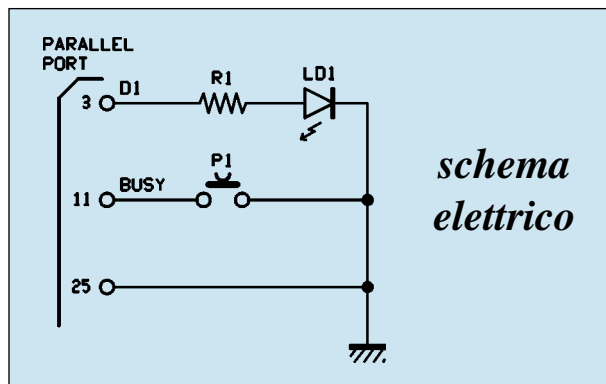 PARALLEL
PORT
3 D1 R1 LD1
11 BUSY P1
25
schema
elettrico